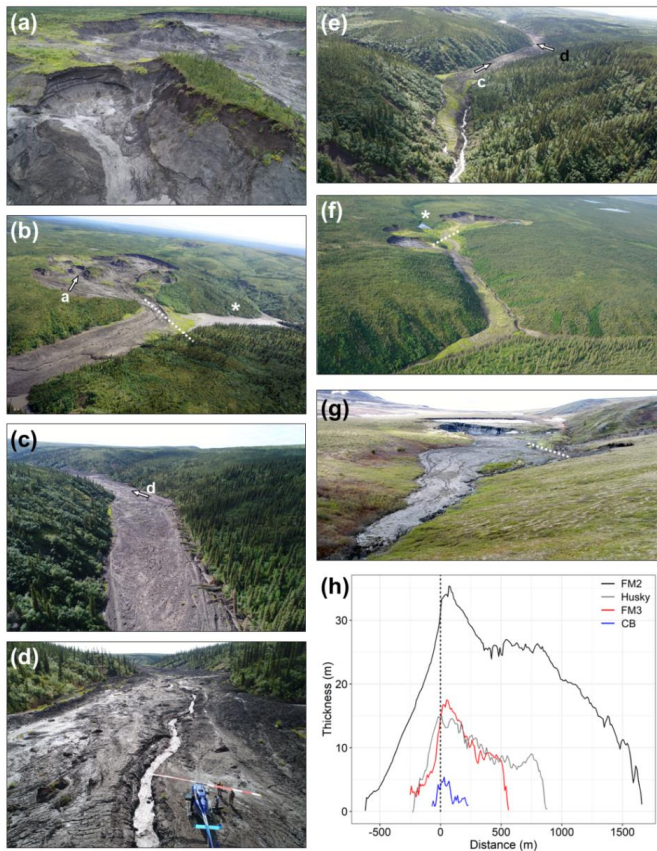 (a)
(b)
a
*
(c)
d
(d)
(e)
c
d
(f)
*
(g)
(h)
FM2
Husky
FM3
CB
Thickness (m)
30
20
10
0
-500
0
500
1000
1500
Distance (m)